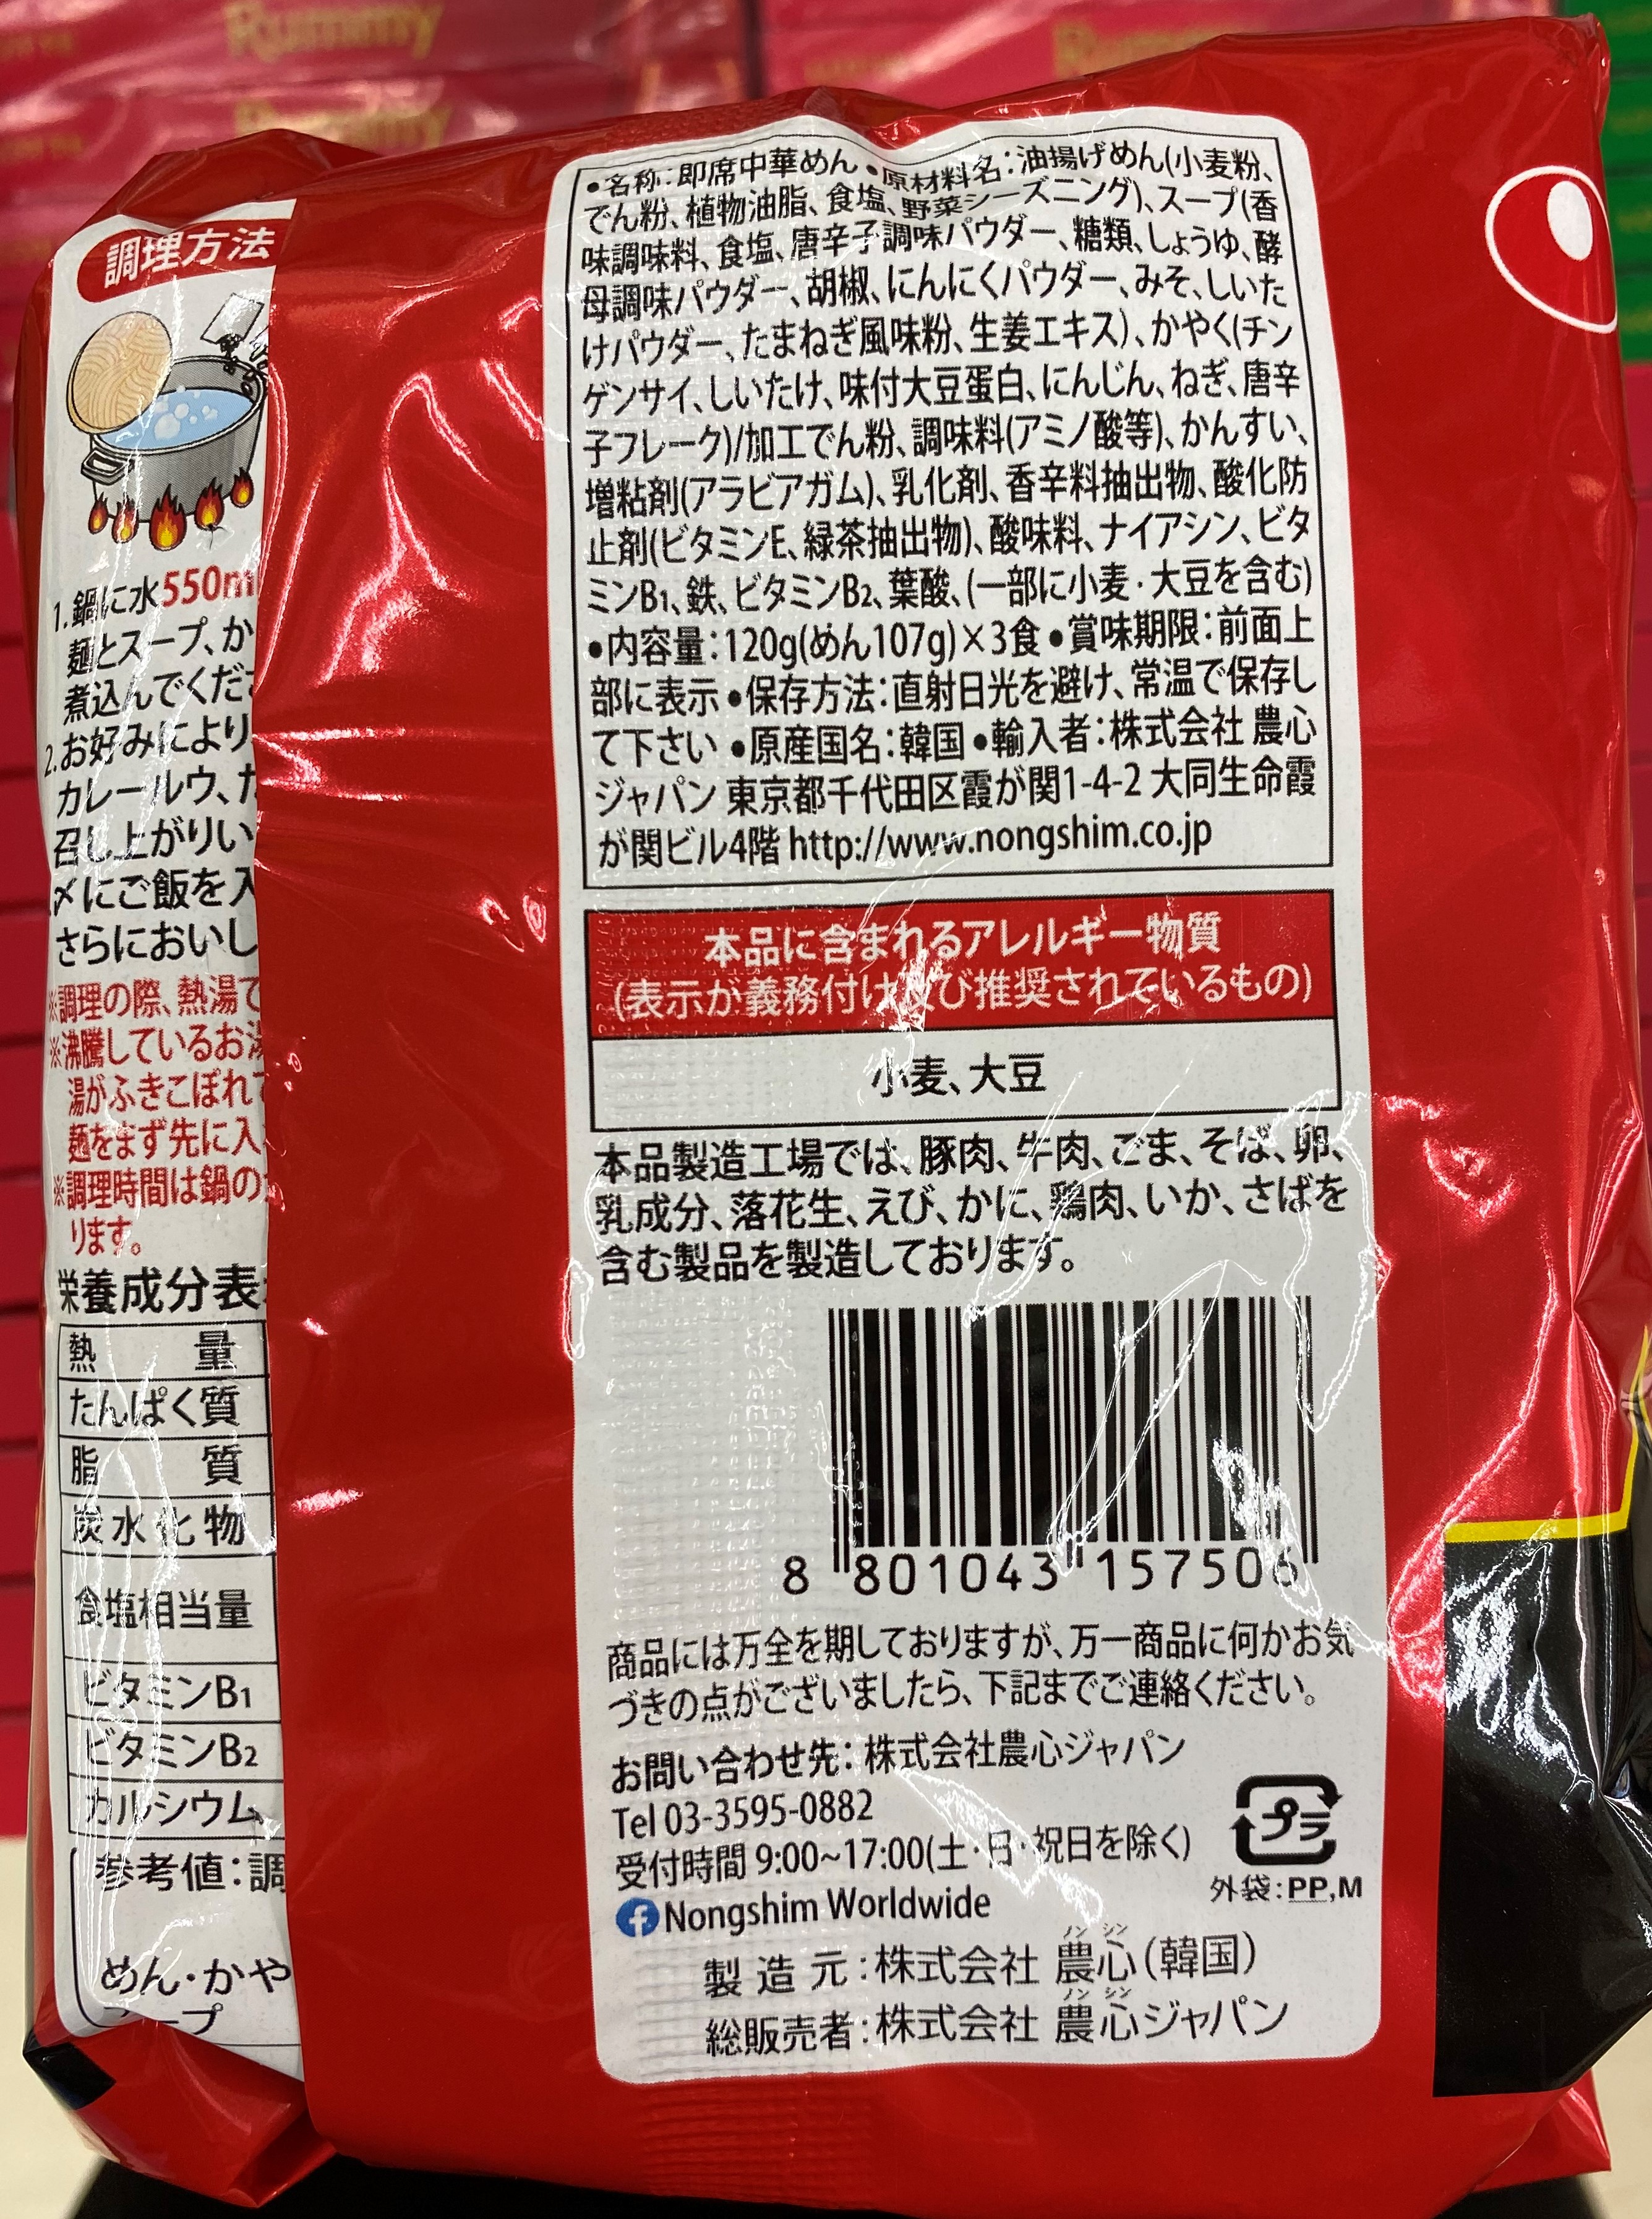 Rummy
Rummy
調理方法
1.鍋に水550m
麺とスープ、か
煮込んでくださ
2.お好みにより
カレールウ、た
召し上がりい
〆にご飯を入
さらにおいし
※調理の際、熱湯で
※沸騰しているお湯
湯がふきこぼれて
麺をまず先に入
※調理時間は鍋の
ります。
栄養成分表
熱 量
たんぱく質
脂 質
炭水化物
食塩相当量
ビタミンB1
ビタミンB2
カルシウム
参考値:調
めん・かや
スープ
•名称:即席中華めん •原材料名:油揚げめん(小麦粉、
でん粉、植物油脂、食塩、野菜シーズニング)、スープ(香
味調味料、食塩、唐辛子調味パウダー、糖類、しょうゆ、酵
母調味パウダー、胡椒、にんにくパウダー、みそ、しいた
けパウダー、たまねぎ風味粉、生姜エキス)、かやく(チン
ゲンサイ、しいたけ、味付大豆蛋白、にんじん、ねぎ、唐辛
子フレーク)/加工でん粉、調味料(アミノ酸等)、かんすい、
増粘剤(アラビアガム)、乳化剤、香辛料抽出物、酸化防
止剤(ビタミンE、緑茶抽出物)、酸味料、ナイアシン、ビタ
ミンB1、鉄、ビタミンB2、葉酸、(一部に小麦・大豆を含む)
•内容量:120g(めん107g)×3食 •賞味期限:前面上
部に表示 •保存方法:直射日光を避け、常温で保存し
て下さい •原産国名:韓国 •輸入者:株式会社 農心
ジャパン 東京都千代田区霞が関1-4-2 大同生命霞
が関ビル4階 http://www.nongshim.co.jp
本品に含まれるアレルギー物質
(表示が義務付け及び推奨されているもの)
小麦、大豆
本品製造工場では、豚肉、牛肉、ごま、そば、卵、
乳成分、落花生、えび、かに、鶏肉、いか、さばを
含む製品を製造しております。
8 801043 157506
商品には万全を期しておりますが、万一商品に何かお気
づきの点がございましたら、下記までご連絡ください。
お問い合わせ先:株式会社農心ジャパン
Tel 03-3595-0882
受付時間 9:00~17:00(土・日・祝日を除く)
Nongshim Worldwide
プラ
外袋:PP,M
ノン シン
製造元:株式会社 農心(韓国)
ノン シン
総販売者:株式会社 農心ジャパン